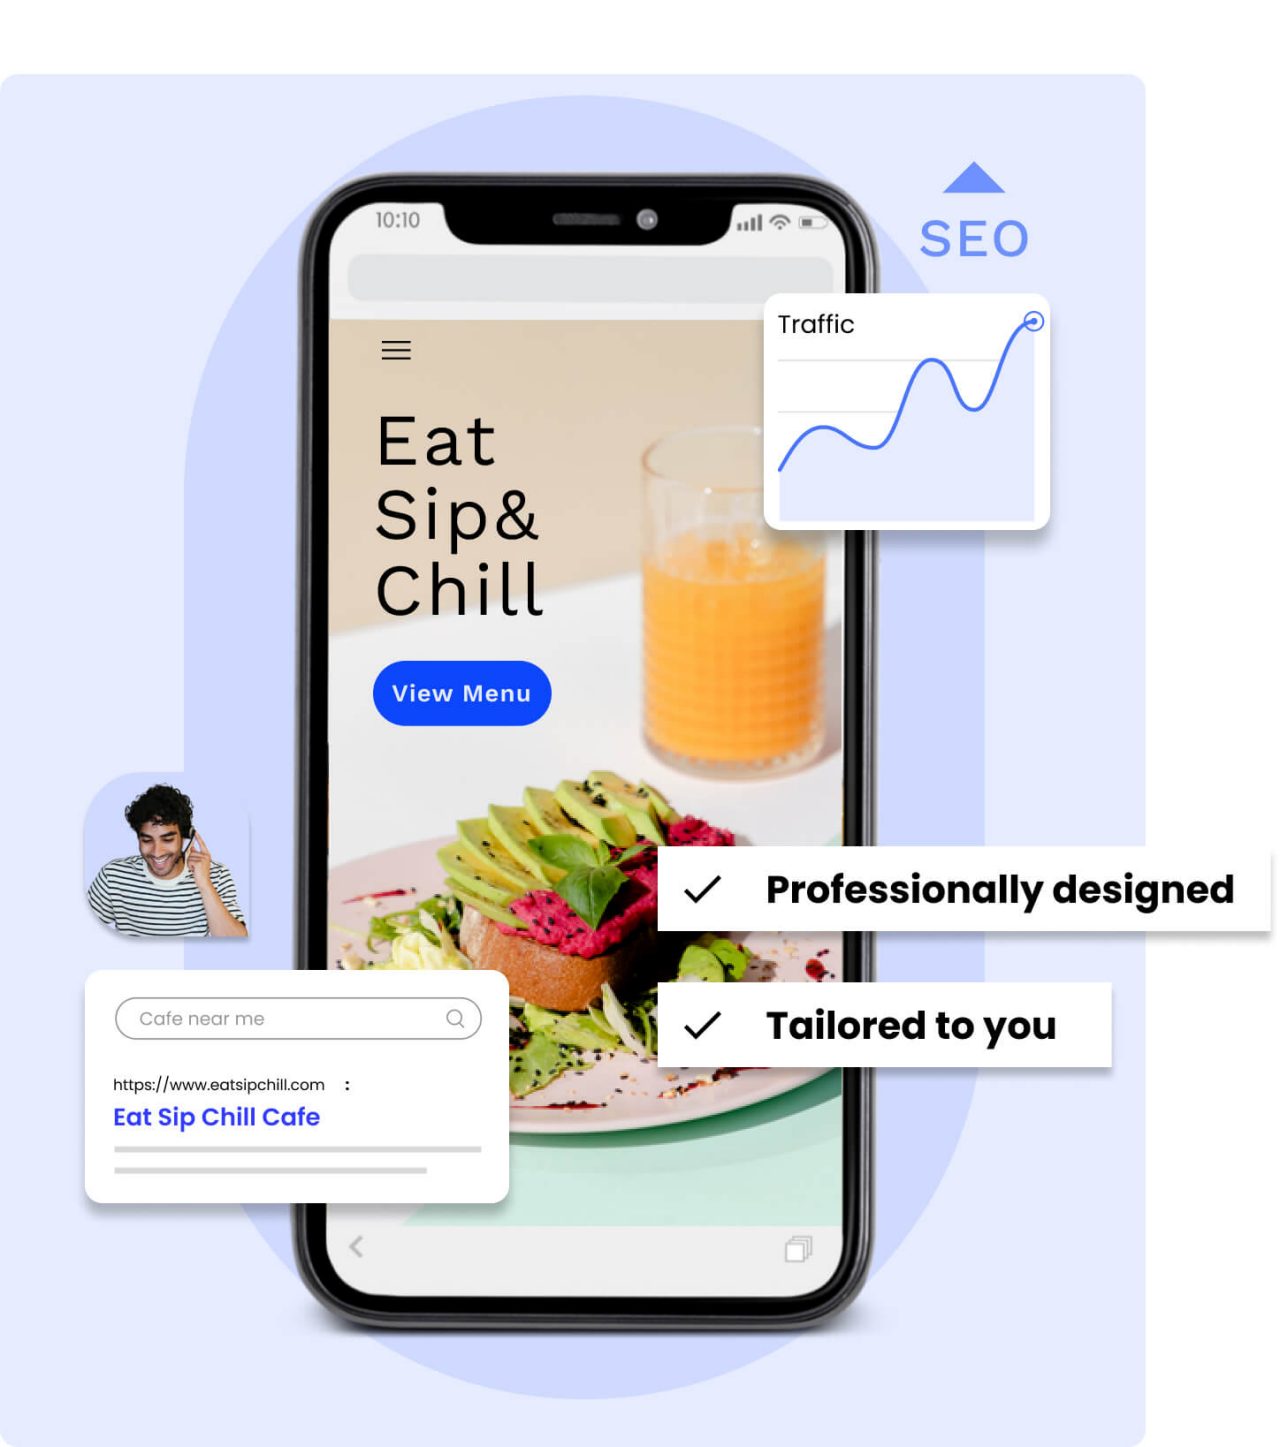 10:10
SEO
Traffic
Eat
Sip&
Chill
View Menu
Professionally designed
Tailored to you
Cafe near me
https://www.eatsipchill.com :
Eat Sip Chill Cafe